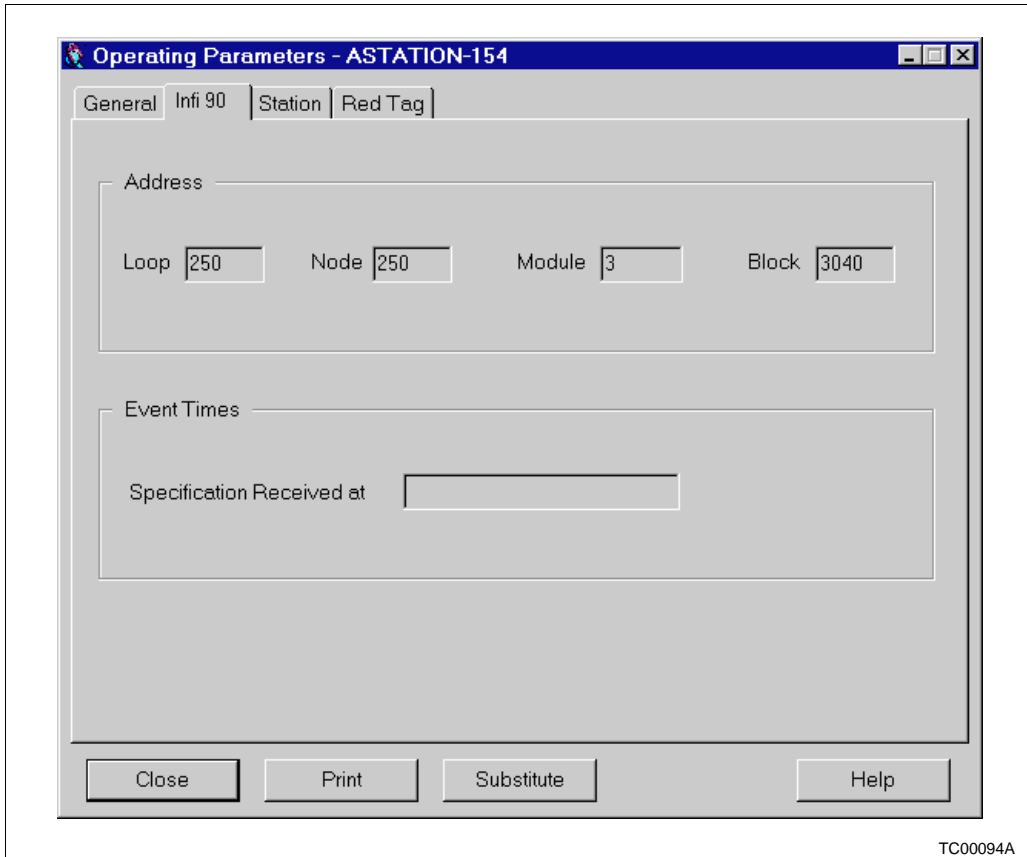 Operating Parameters - ASTATION-154
General Infi 90 Station Red Tag
Address
Loop 250 Node 250 Module 3 Block 3040
Event Times
Specification Received at
Close Print Substitute Help
TC00094A